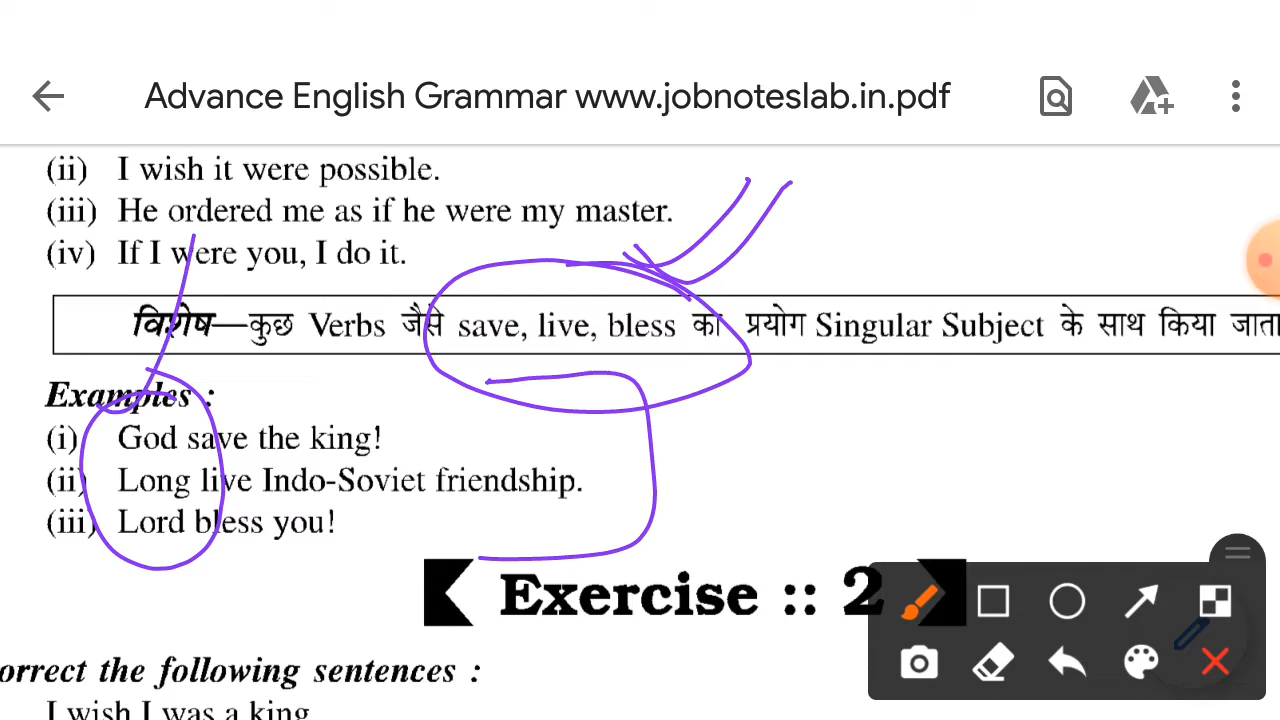 Advance English Grammar www.jobnoteslab.in.pdf
(ii) I wish it were possible.
(iii) He ordered me as if he were my master.
(iv) If I were you, I do it.
विशेष—कुछ Verbs जैसे save, live, bless का प्रयोग Singular Subject के साथ किया जाता
Examples :
(i) God save the king!
(ii) Long live Indo-Soviet friendship.
(iii) Lord bless you!
Exercise :: 2
orrect the following sentences :
I wish I was a king